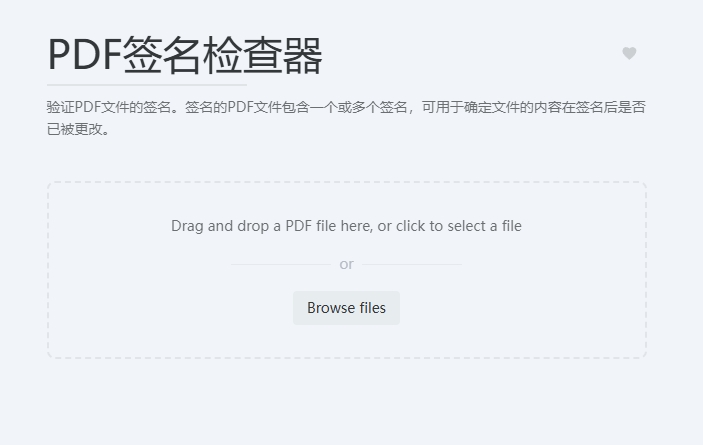 PDF签名检查器
验证PDF文件的签名。签名的PDF文件包含一个或多个签名，可用于确定文件的内容在签名后是否
已被更改。
Drag and drop a PDF file here, or click to select a file
or
Browse files